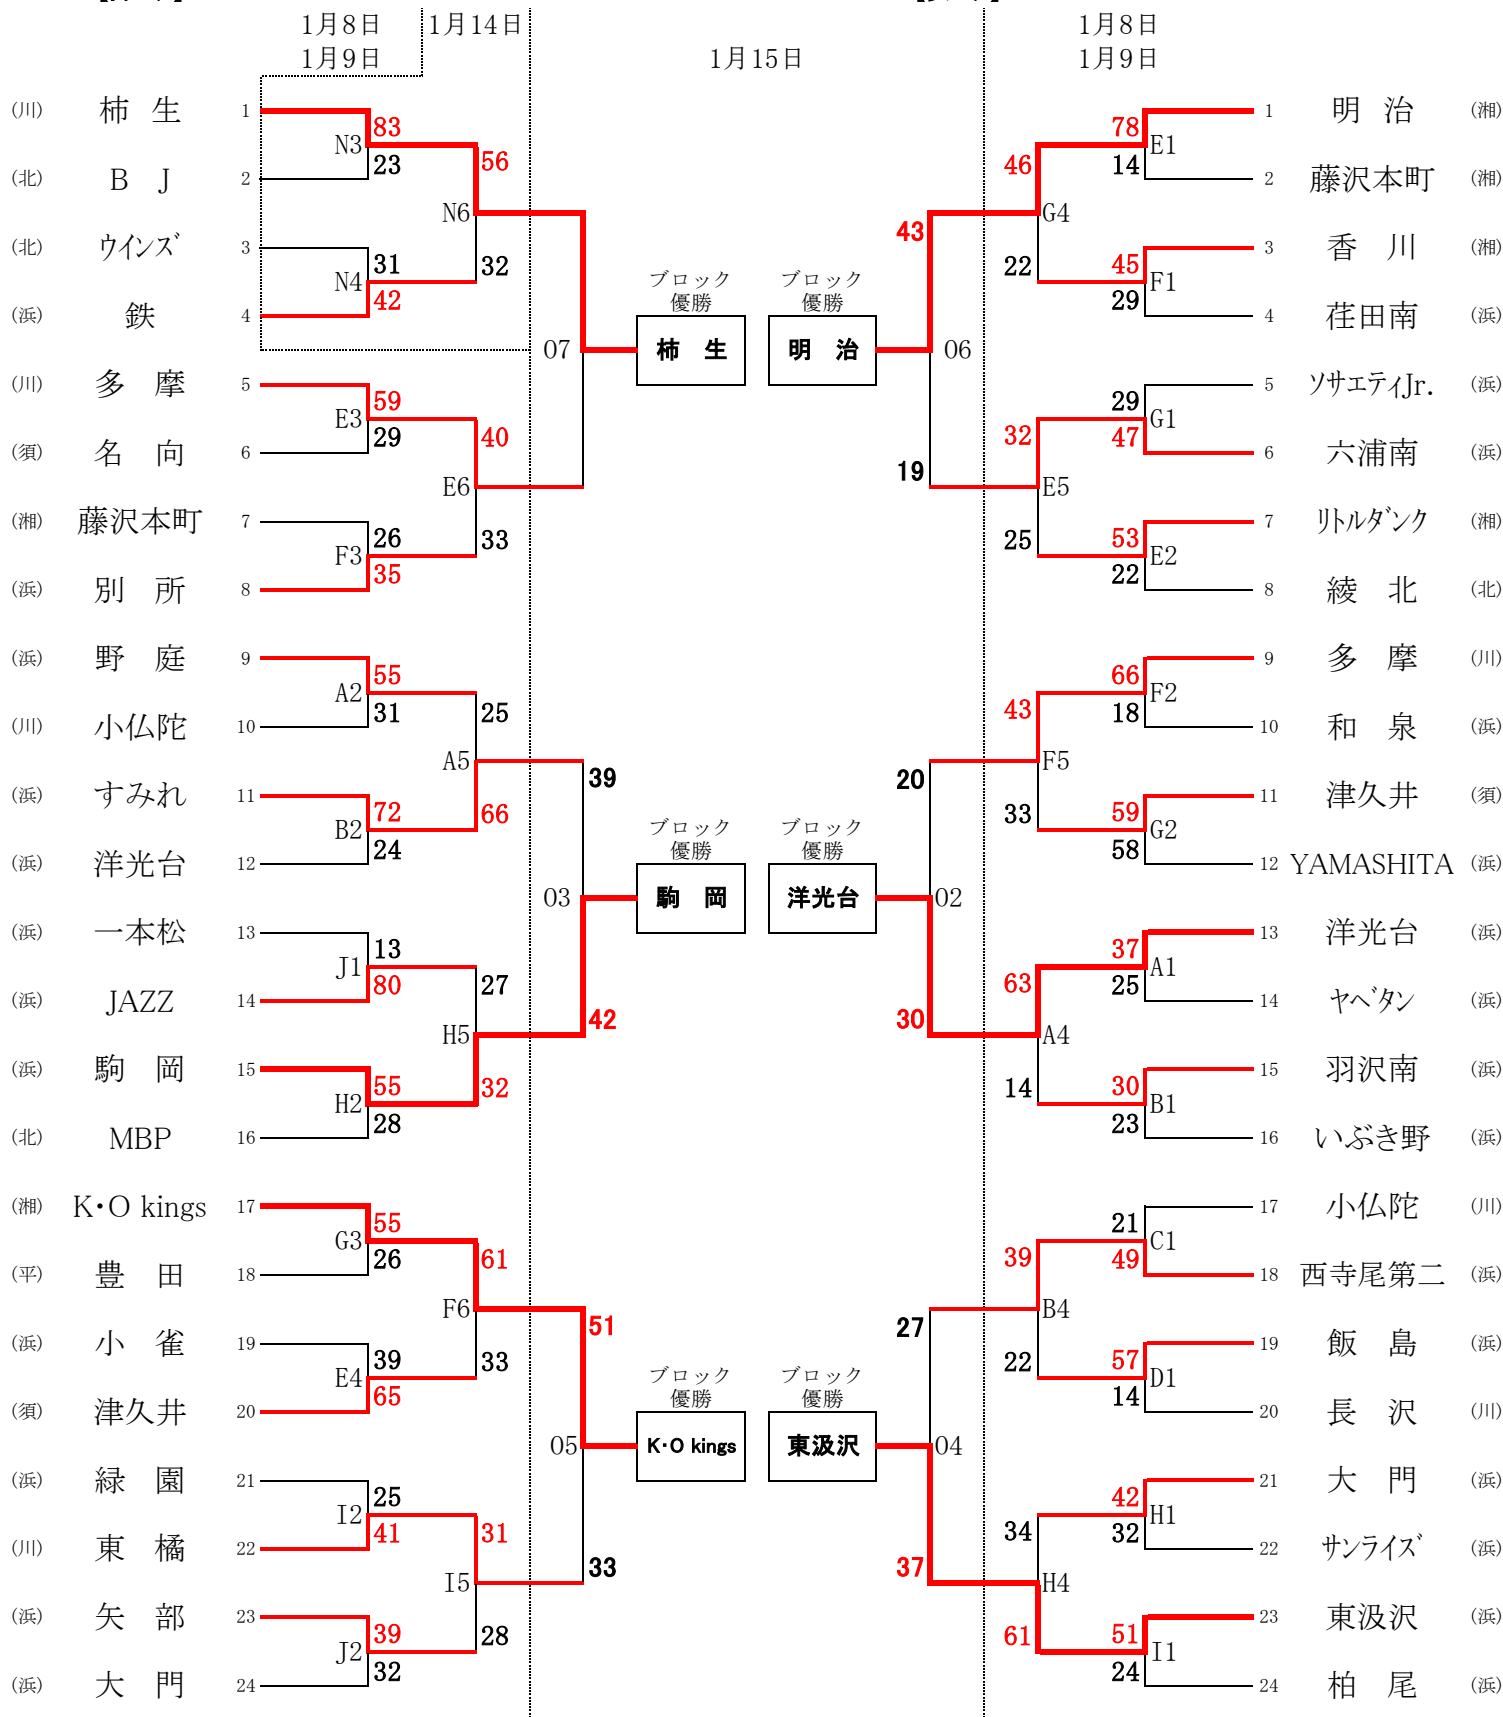 1月8日 1月14日 1月8日
1月9日 1月15日 1月9日
(川) 柿 生 1 83 78 1 明 治 (湘)
N3 56 46 E1
(北) B J 2 23 14 2 藤沢本町 (湘)
N6 43 G4
(北) ウインズ 3 31 32 22 45 3 香 川 (湘)
N4 F1
(浜) 鉄 4 42 29 4 荏田南 (浜)
ブロック ブロック
優勝 優勝
O7 柿 生 明 治 O6
(川) 多 摩 5 59 29 5 ソサエティJr. (浜)
E3 40 32 G1
(須) 名 向 6 29 47 6 六浦南 (浜)
E6 19 E5
(湘) 藤沢本町 7 26 33 25 53 7 リトルダンク (湘)
F3 E2
(浜) 別 所 8 35 22 8 綾 北 (北)
(浜) 野 庭 9 55 66 9 多 摩 (川)
A2 25 43 F2
(川) 小仏陀 10 31 18 10 和 泉 (浜)
A5 39 20 F5
(浜) すみれ 11 72 66 33 59 11 津久井 (須)
B2 G2
(浜) 洋光台 12 24 58 12 YAMASHITA (浜)
ブロック ブロック
優勝 優勝
O3 駒 岡 洋光台 O2
(浜) 一本松 13 13 37 13 洋光台 (浜)
J1 27 63 A1
(浜) JAZZ 14 80 25 14 ヤベタン (浜)
H5 42 30 A4
(浜) 駒 岡 15 55 32 14 30 15 羽沢南 (浜)
H2 B1
(北) MBP 16 28 23 16 いぶき野 (浜)
(湘) K・O kings 17 55 21 17 小仏陀 (川)
G3 61 39 C1
(平) 豊 田 18 26 49 18 西寺尾第二 (浜)
F6 51 27 B4
(浜) 小 雀 19 39 33 22 57 19 飯 島 (浜)
E4 D1
(須) 津久井 20 65 14 20 長 沢 (川)
ブロック ブロック
優勝 優勝
O5 K・O kings 東汲沢 O4
(浜) 緑 園 21 25 42 21 大 門 (浜)
I2 31 34 H1
(川) 東 橘 22 41 32 22 サンライズ (浜)
I5 33 37 H4
(浜) 矢 部 23 39 28 61 51 23 東汲沢 (浜)
J2 I1
(浜) 大 門 24 32 24 24 柏 尾 (浜)